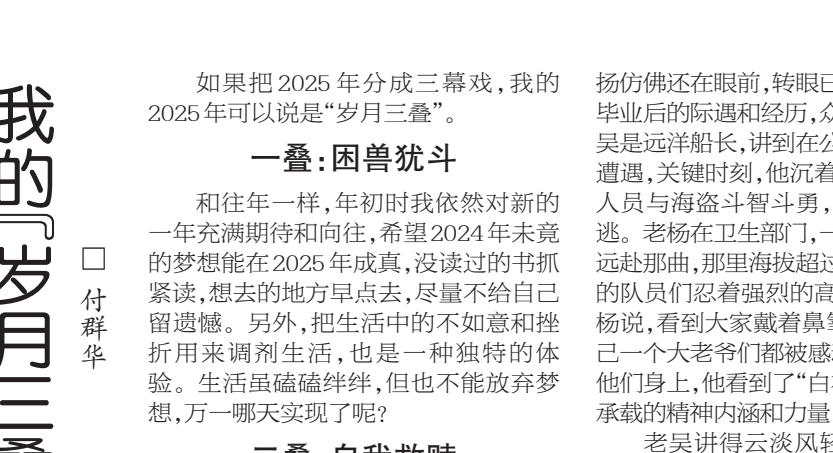 我的『岁月三叠
□ 付群华
如果把2025年分成三幕戏,我的
2025年可以说是“岁月三叠”。
一叠:困兽犹斗
和往年一样,年初时我依然对新的
一年充满期待和向往,希望2024年未竟
的梦想能在2025年成真,没读过的书抓
紧读,想去的地方早点去,尽量不给自己
留遗憾。另外,把生活中的不如意和挫
折用来调剂生活,也是一种独特的体
验。生活虽磕磕绊绊,但也不能放弃梦
想,万一哪天实现了呢?
二叠:自我救赎
扬仿佛还在眼前,转眼已
毕业后的际遇和经历,众
吴是远洋船长,讲到在公
遭遇,关键时刻,他沉着
人员与海盗斗智斗勇,
逃。老杨在卫生部门,一
远赴那曲,那里海拔超过
的队员们忍着强烈的高
杨说,看到大家戴着鼻
己一个大老爷们都被感
他们身上,他看到了“白
承载的精神内涵和力量
老吴讲得云淡风轻